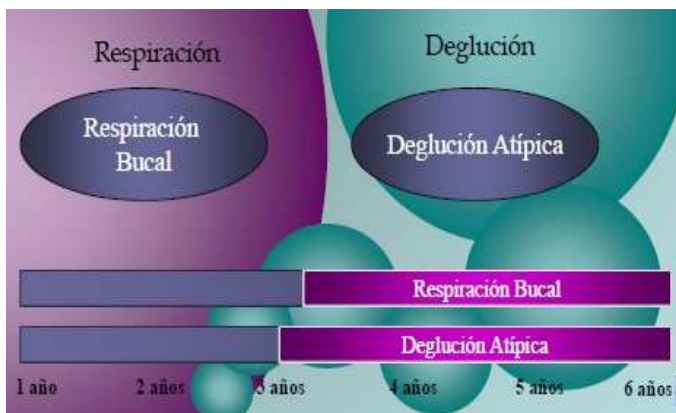 Respiración
Deglución
Respiración
Bucal
Deglución Atípica
Respiración Bucal
Deglución Atípica
1 año 2 años 3 años 4 años 5 años 6 años